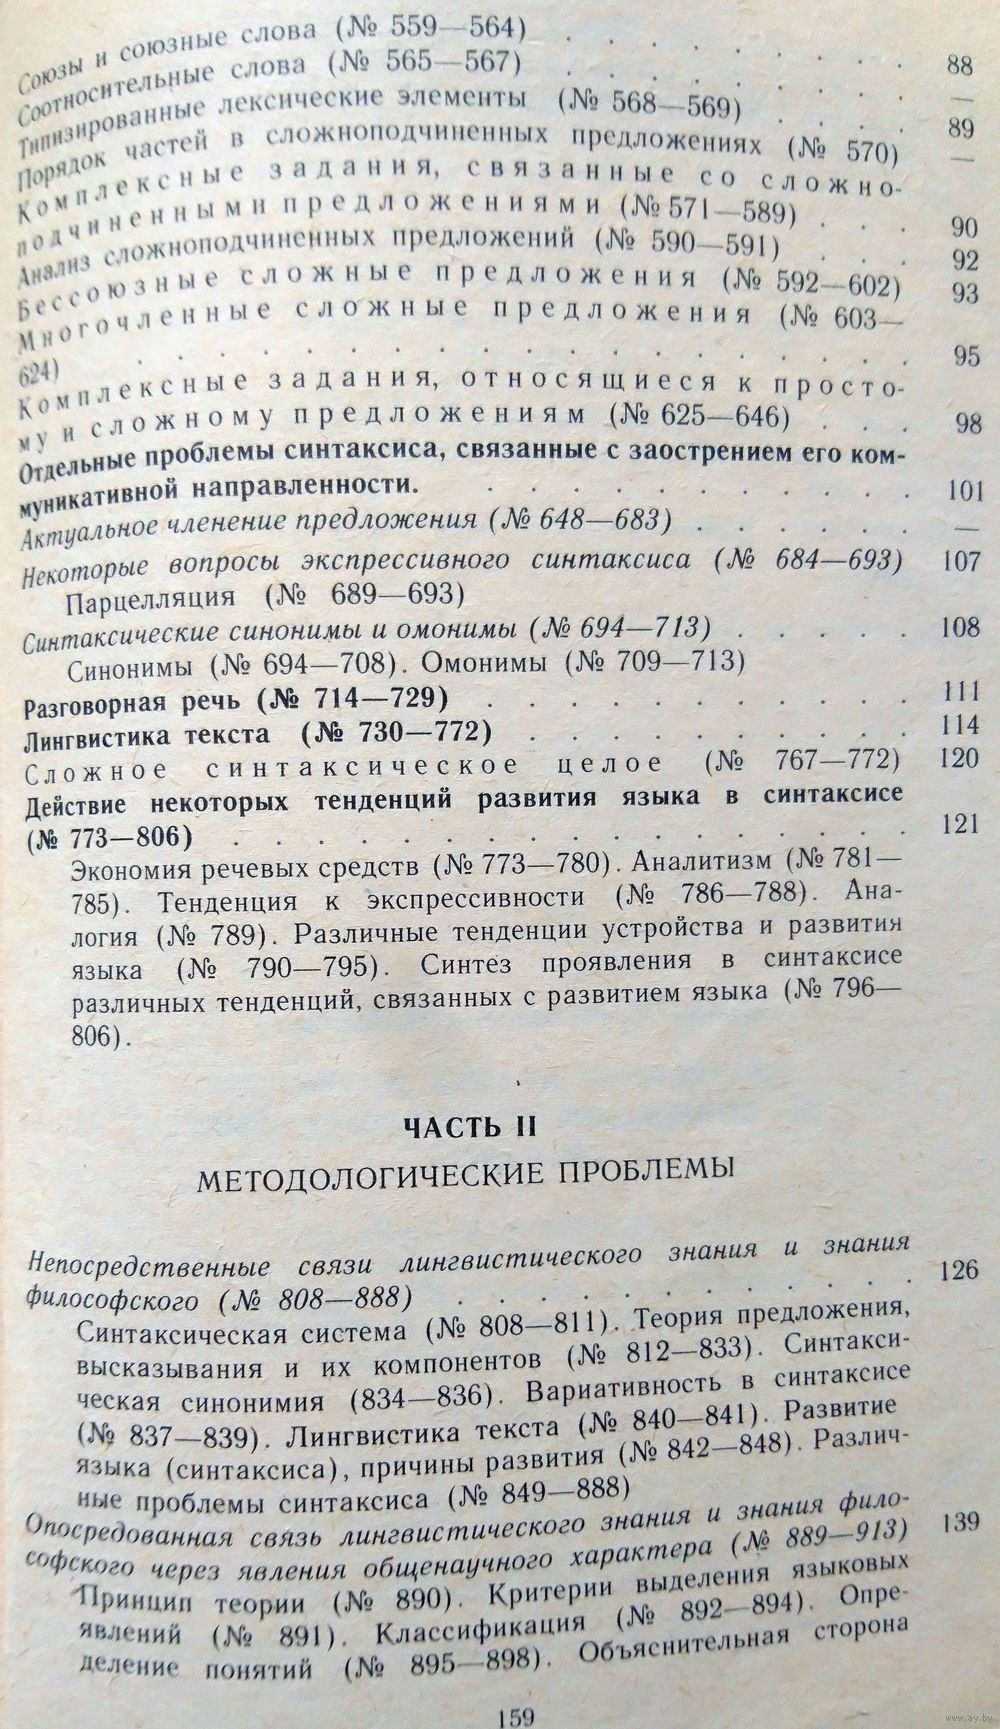 Союзы и союзные слова (№ 559—564) . . . . . . . . 88
Соотносительные слова (№ 565—567) . . . . . . . . —
Типизированные лексические элементы (№ 568—569) . . . . 89
Порядок частей в сложноподчиненных предложениях (№ 570) —
Комплексные задания, связанные со сложно-
подчиненными предложениями (№ 571—589) . . . 90
Анализ сложноподчиненных предложений (№ 590—591) . . . 92
Бессоюзные сложные предложения (№ 592—602) 93
Многочленные сложные предложения (№ 603—
624) . . . . . . . . . . . . . . . . . . 95
Комплексные задания, относящиеся к просто-
му и сложному предложениям (№ 625—646) . . . 98
Отдельные проблемы синтаксиса, связанные с заострением его ком-
муникативной направленности. . . . . . . . . . . 101
Актуальное членение предложения (№ 648—683) . . . . . . —
Некоторые вопросы экспрессивного синтаксиса (№ 684—693) 107
Парцелляция (№ 689—693)
Синтаксические синонимы и омонимы (№ 694—713) . . . . . 108
Синонимы (№ 694—708). Омонимы (№ 709—713)
Разговорная речь (№ 714—729) . . . . . . . . . . . 111
Лингвистика текста (№ 730—772) . . . . . . . . . . 114
Сложное синтаксическое целое (№ 767—772) 120
Действие некоторых тенденций развития языка в синтаксисе
(№ 773—806) . . . . . . . . . . . . . . . . 121
Экономия речевых средств (№ 773—780). Аналитизм (№ 781—
785). Тенденция к экспрессивности (№ 786—788). Ана-
логия (№ 789). Различные тенденции устройства и развития
языка (№ 790—795). Синтез проявления в синтаксисе
различных тенденций, связанных с развитием языка (№ 796—
806).
ЧАСТЬ II
МЕТОДОЛОГИЧЕСКИЕ ПРОБЛЕМЫ
Непосредственные связи лингвистического знания и знания
философского (№ 808—888) . . . . . . . . . . . 126
Синтаксическая система (№ 808—811). Теория предложения,
высказывания и их компонентов (№ 812—833). Синтакси-
ческая синонимия (834—836). Вариативность в синтаксисе
(№ 837—839). Лингвистика текста (№ 840—841). Развитие
языка (синтаксиса), причины развития (№ 842—848). Различ-
ные проблемы синтаксиса (№ 849—888)
Опосредованная связь лингвистического знания и знания фило-
софского через явления общенаучного характера (№ 889—913) 139
Принцип теории (№ 890). Критерии выделения языковых
явлений (№ 891). Классификация (№ 892—894). Опре-
деление понятий (№ 895—898). Объяснительная сторона
159
www.ay.by